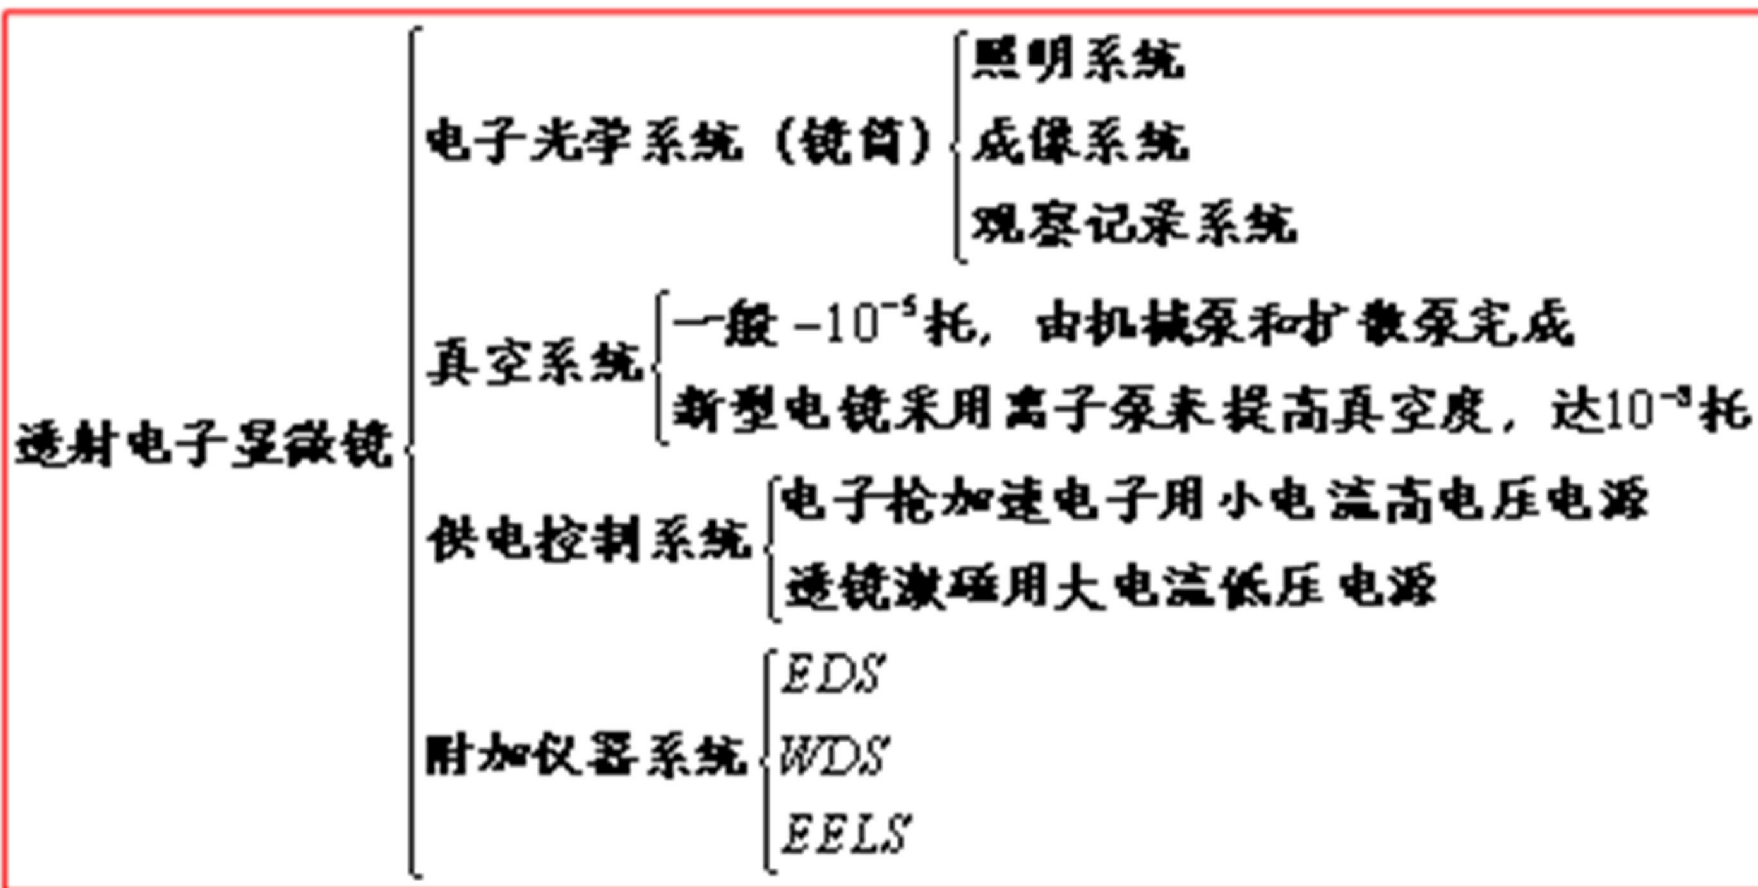 透射电子显微镜
电子光学系统（镜筒）
照明系统
成像系统
观察记录系统
真空系统
一般 -10⁻⁵托，由机械泵和扩散泵完成
新型电镜采用离子泵来提高真空度，达10⁻⁸托
供电控制系统
电子枪加速电子用小电流高电压电源
透镜激磁用大电流低压电源
附加仪器系统
EDS
WDS
EELS